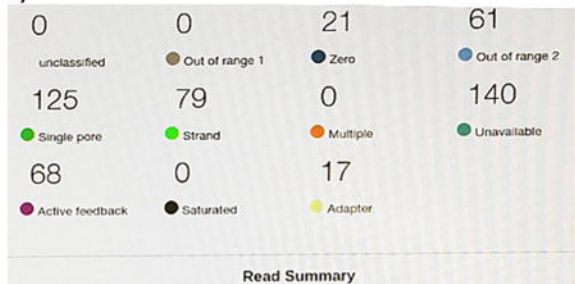 0 0 21 61
unclassified Out of range 1 Zero Out of range 2
125 79 0 140
Single pore Strand Multiple Unavailable
68 0 17
Active feedback Saturated Adapter
Read Summary